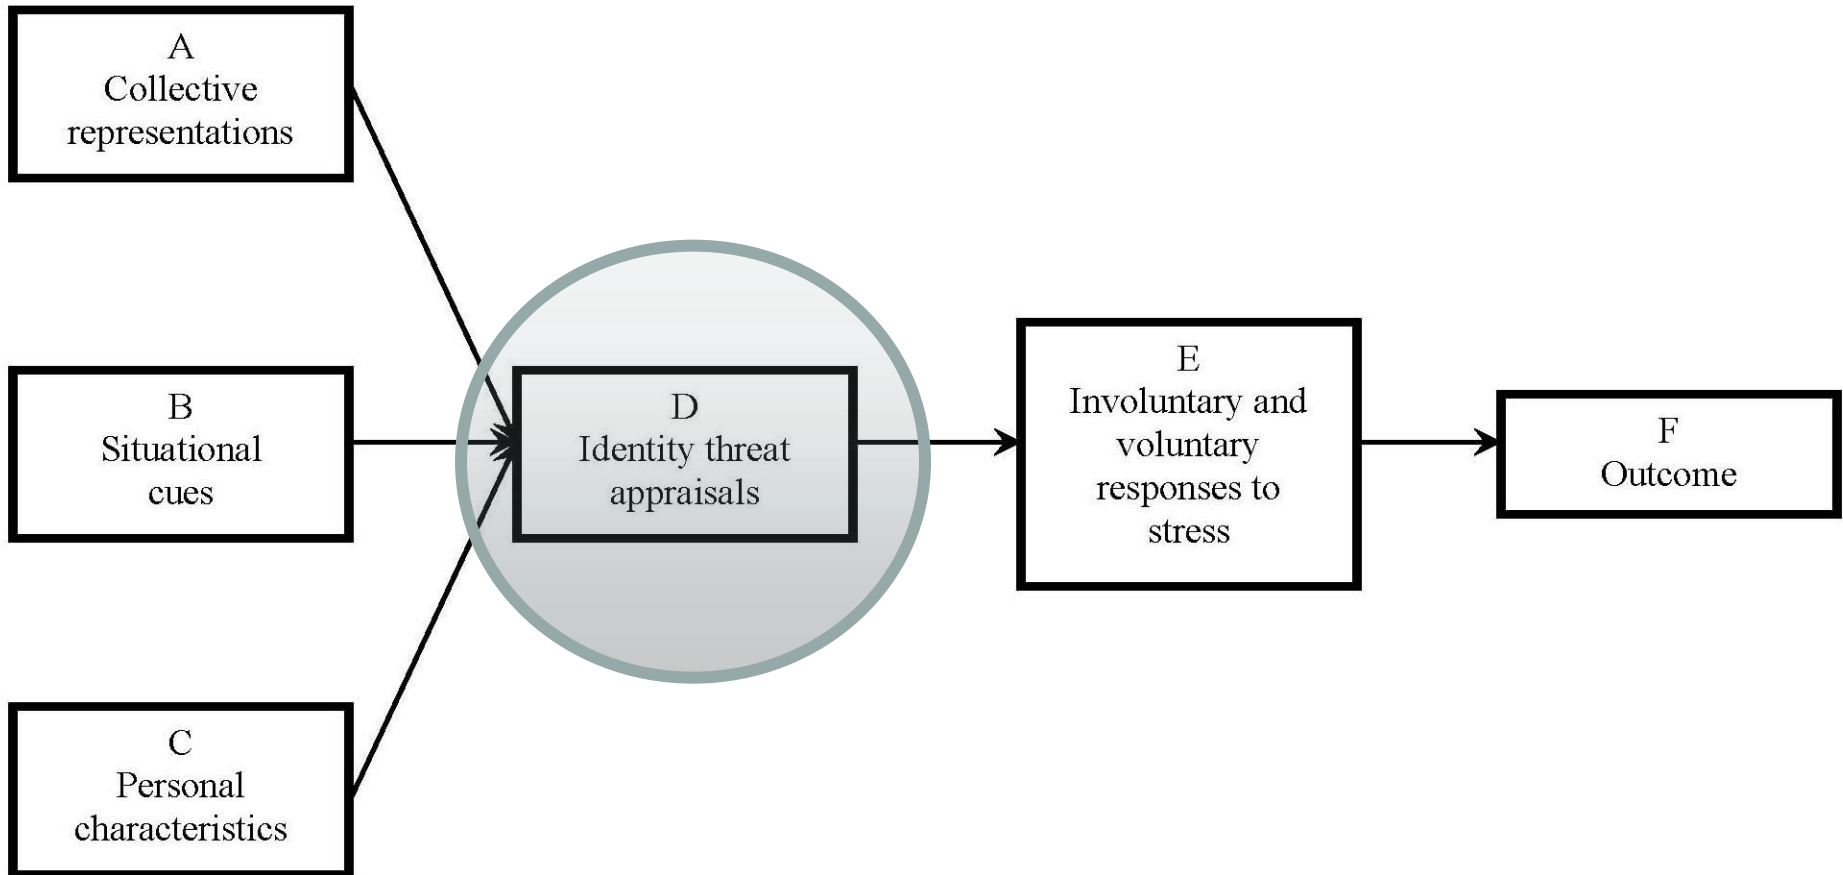 A
Collective
representations
B
Situational
cues
C
Personal
characteristics
D
Identity threat
appraisals
E
Involuntary and
voluntary
responses to
stress
F
Outcome